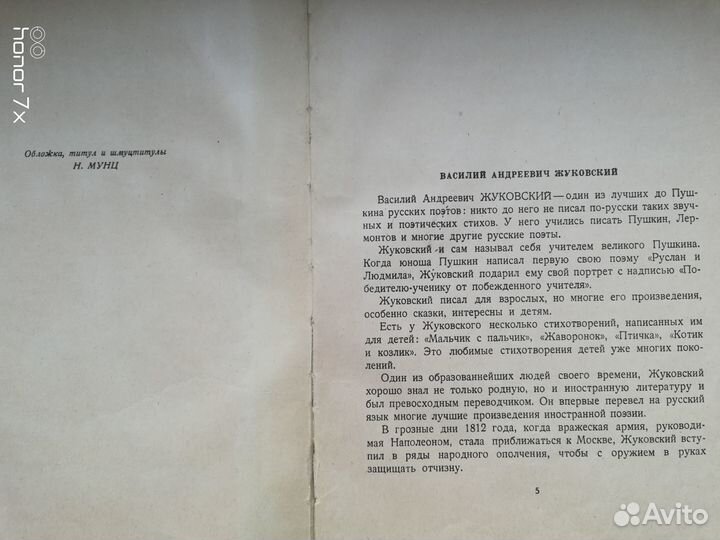 honor 7x
Обложка, титул и шмуцтитулы
Н. МУНЦ
ВАСИЛИЙ АНДРЕЕВИЧ ЖУКОВСКИЙ
Василий Андреевич ЖУКОВСКИЙ — один из лучших до Пуш-
кина русских поэтов: никто до него не писал по-русски таких звуч-
ных и поэтических стихов. У него учились писать Пушкин, Лер-
монтов и многие другие русские поэты.
Жуковский и сам называл себя учителем великого Пушкина.
Когда юноша Пушкин написал первую свою поэму «Руслан и
Людмила», Жуковский подарил ему свой портрет с надписью «По-
бедителю-ученику от побежденного учителя».
Жуковский писал для взрослых, но многие его произведения,
особенно сказки, интересны и детям.
Есть у Жуковского несколько стихотворений, написанных им
для детей: «Мальчик с пальчик», «Жаворонок», «Птичка», «Котик
и козлик». Это любимые стихотворения детей уже многих поко-
лений.
Один из образованнейших людей своего времени, Жуковский
хорошо знал не только родную, но и иностранную литературу и
был превосходным переводчиком. Он впервые перевел на русский
язык многие лучшие произведения иностранной поэзии.
В грозные дни 1812 года, когда вражеская армия, руководи-
мая Наполеоном, стала приближаться к Москве, Жуковский всту-
пил в ряды народного ополчения, чтобы с оружием в руках
защищать отчизну.
5
Avito